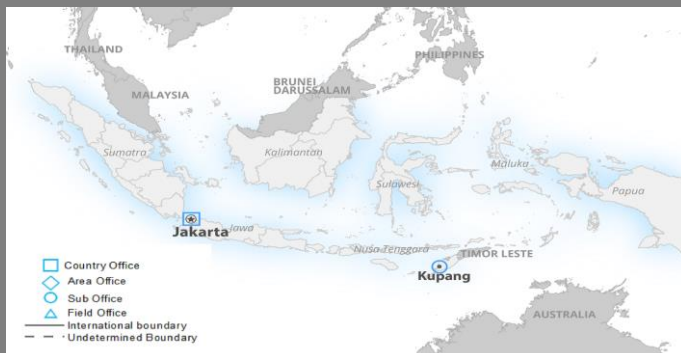 THAILAND
PHILIPPINES
BRUNEI
DARUSSALAM
MALAYSIA
Sumatra
Kalimantan
Maluka
Sulawesi
Papua
Jakarta
Jawa
Nusa Tenggara
TIMOR LESTE
Kupang
AUSTRALIA
Country Office
Area Office
Sub Office
Field Office
International boundary
Undetermined Boundary